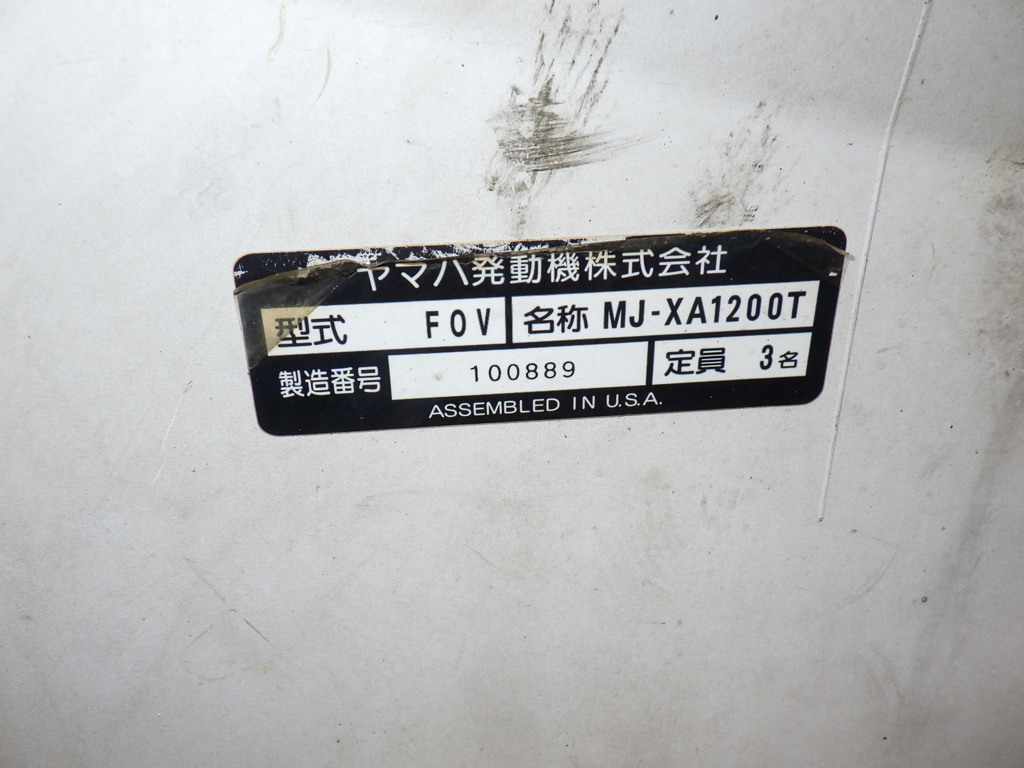 ヤマハ発動機株式会社
型式 F0V 名称 MJ-XA1200T
製造番号 100889 定員 3名
ASSEMBLED IN U.S.A.